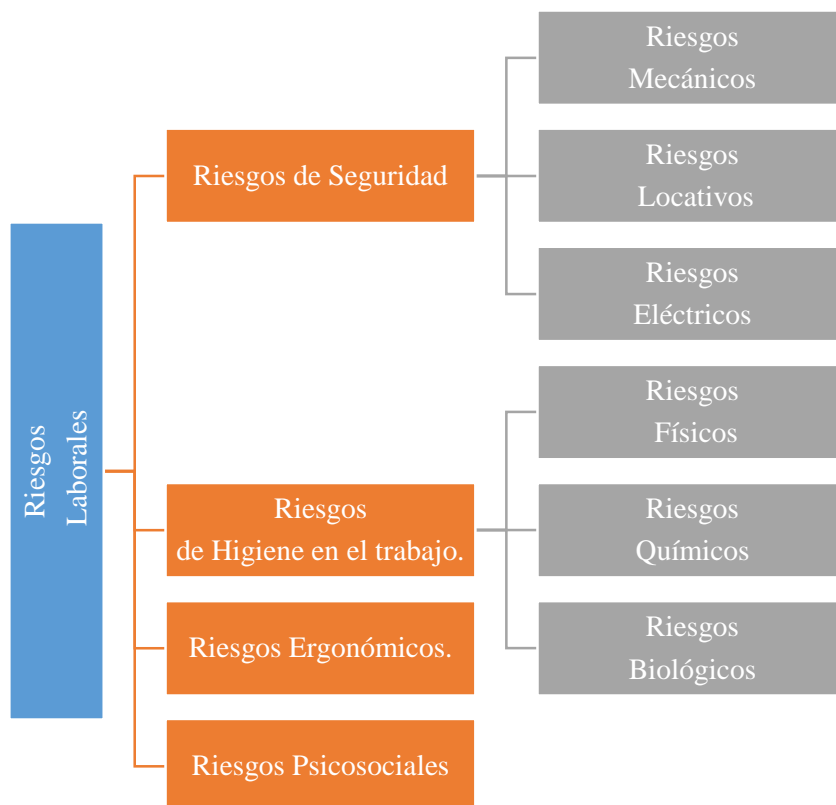 Riesgos
Laborales
Riesgos de Seguridad
Riesgos
Mecánicos
Riesgos
Locativos
Riesgos
Eléctricos
Riesgos
de Higiene en el trabajo.
Riesgos
Físicos
Riesgos
Químicos
Riesgos
Biológicos
Riesgos Ergonómicos.
Riesgos Psicosociales